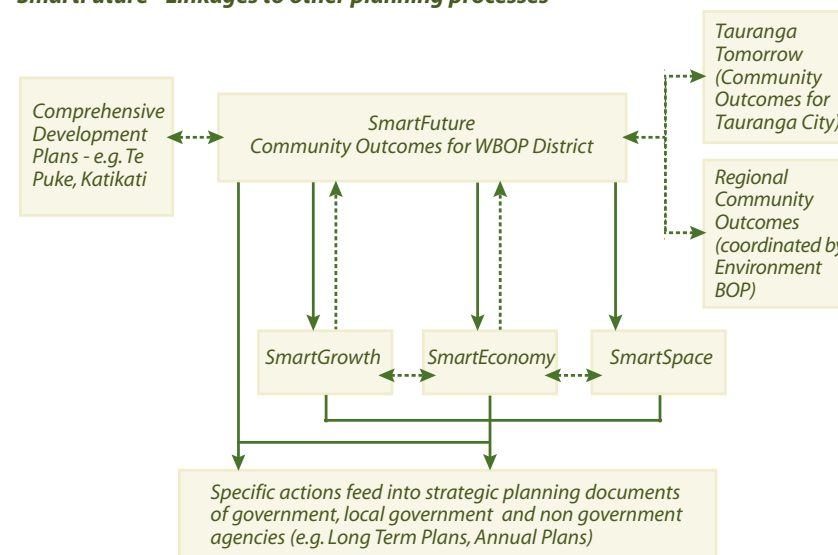 SmartFuture - Linkages to other planning processes
Tauranga
Tomorrow
(Community
Outcomes for
Tauranga City)
Comprehensive
Development
Plans - e.g. Te
Puke, Katikati
SmartFuture
Community Outcomes for WBOP District
Regional
Community
Outcomes
(coordinated by
Environment
BOP)
SmartGrowth
SmartEconomy
SmartSpace
Specific actions feed into strategic planning documents
of government, local government and non government
agencies (e.g. Long Term Plans, Annual Plans)